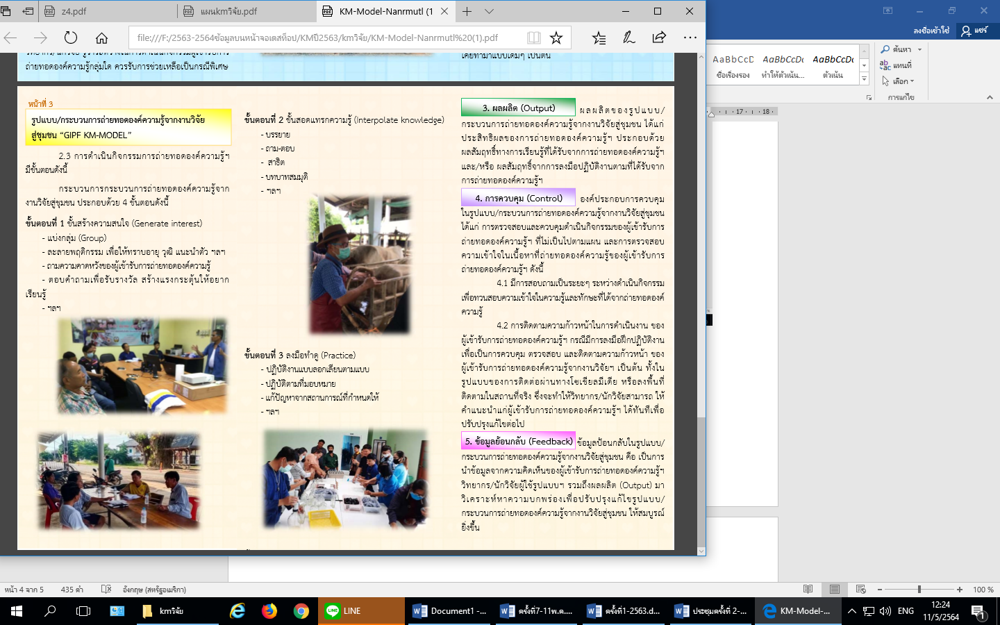 z4.pdf
แผนkmวิจัย.pdf
KM-Model-Nanrmutl (1
file:///F:/2563-2564ข้อมูลบนหน้าจอเดสท็อป/KMปี2563/kmวิจัย/KM-Model-Nanrmutl%20(1).pdf
ถ่ายทอดองค์ความรู้กลุ่มใด ควรรับการช่วยเหลือเป็นกรณีพิเศษ
เคยทำมาแบบเดิมๆ เป็นต้น
หน้าที่ 3
รูปแบบ/กระบวนการถ่ายทอดองค์ความรู้จากงานวิจัย
สู่ชุมชน “GIPF KM-MODEL”
2.3 การดำเนินกิจกรรมการถ่ายทอดองค์ความรู้ฯ
มีขั้นตอนดังนี้
กระบวนการกระบวนการถ่ายทอดองค์ความรู้จาก
งานวิจัยสู่ชุมชน ประกอบด้วย 4 ขั้นตอนดังนี้
ขั้นตอนที่ 1 ขั้นสร้างความสนใจ (Generate interest)
- แบ่งกลุ่ม (Group)
- ละลายพฤติกรรม เพื่อให้ทราบอายุ วุฒิ แนะนำตัว ฯลฯ
- ถามความคาดหวังของผู้เข้ารับการถ่ายทอดองค์ความรู้
- ตอบคำถามเพื่อรับรางวัล สร้างแรงกระตุ้นให้อยาก
เรียนรู้
- ฯลฯ
ขั้นตอนที่ 2 ขั้นสอดแทรกความรู้ (Interpolate knowledge)
- บรรยาย
- ถาม-ตอบ
- สาธิต
- บทบาทสมมุติ
- ฯลฯ
ขั้นตอนที่ 3 ลงมือทำดู (Practice)
- ปฏิบัติงานแบบลอกเลียนตามแบบ
- ปฏิบัติตามที่มอบหมาย
- แก้ปัญหาจากสถานการณ์ที่กำหนดให้
- ฯลฯ
3. ผลผลิต (Output) ผลผลิตของรูปแบบ/
กระบวนการถ่ายทอดองค์ความรู้จากงานวิจัยสู่ชุมชน ได้แก่
ประสิทธิผลของการถ่ายทอดองค์ความรู้ฯ ประกอบด้วย
ผลสัมฤทธิ์ทางการเรียนรู้ที่ได้รับจากการถ่ายทอดองค์ความรู้ฯ
และ/หรือ ผลสัมฤทธิ์จากการลงมือปฏิบัติงานตามที่ได้รับจาก
การถ่ายทอดองค์ความรู้ฯ
4. การควบคุม (Control) องค์ประกอบการควบคุม
ในรูปแบบ/กระบวนการถ่ายทอดองค์ความรู้จากงานวิจัยสู่ชุมชน
ได้แก่ การตรวจสอบและควบคุมดำเนินกิจกรรมของผู้เข้ารับการ
ถ่ายทอดองค์ความรู้ฯ ที่ไม่เป็นไปตามแผน และการตรวจสอบ
ความเข้าใจในเนื้อหาที่ถ่ายทอดองค์ความรู้ของผู้เข้ารับการ
ถ่ายทอดองค์ความรู้ฯ ดังนี้
4.1 มีการสอบถามเป็นระยะๆ ระหว่างดำเนินกิจกรรม
เพื่อทวนสอบความเข้าใจในความรู้และทักษะที่ได้จากถ่ายทอดองค์
ความรู้
4.2 การติดตามความก้าวหน้าในการดำเนินงาน ของ
ผู้เข้ารับการถ่ายทอดองค์ความรู้ฯ กรณีมีการลงมือฝึกปฏิบัติงาน
เพื่อเป็นการควบคุม ตรวจสอบ และติดตามความก้าวหน้า ของ
ผู้เข้ารับการถ่ายทอดองค์ความรู้จากงานวิจัยฯ เป็นต้น ทั้งใน
รูปแบบของการติดต่อผ่านทางโซเชียลมีเดีย หรือลงพื้นที่
ติดตามในสถานที่จริง ซึ่งจะทำให้วิทยากร/นักวิจัยสามารถ ให้
คำแนะนำแก่ผู้เข้ารับการถ่ายทอดองค์ความรู้ฯ ได้ทันทีเพื่อ
ปรับปรุงแก้ไขต่อไป
5. ข้อมูลย้อนกลับ (Feedback) ข้อมูลป้อนกลับในรูปแบบ/
กระบวนการถ่ายทอดองค์ความรู้จากงานวิจัยสู่ชุมชน คือ เป็นการ
นำข้อมูลจากความคิดเห็นของผู้เข้ารับการถ่ายทอดองค์ความรู้ฯ
วิทยากร/นักวิจัยผู้ใช้รูปแบบฯ รวมถึงผลผลิต (Output) มา
วิเคราะห์หาความบกพร่องเพื่อปรับปรุงแก้ไขรูปแบบ/
กระบวนการถ่ายทอดองค์ความรู้จากงานวิจัยสู่ชุมชน ให้สมบูรณ์
ยิ่งขึ้น
ลงชื่อเข้าใช้ แชร์
AaBbCcD AaBbCcDc AaBbCcDc
ชื่อเรื่องรอง ทำให้ตัวเน้น... ตัวเน้น
ค้นหา
แทนที่
เลือก
การแก้ไข
17 18
หน้า 4 จาก 5 435 คำ อังกฤษ (สหรัฐอเมริกา) 100 %
kmวิจัย
LINE
Document1 -...
ครั้งที่7-11พ.ค....
ครั้งที่1-2563.d...
ประชุมครั้งที่ 2-...
KM-Model-...
ENG
12:24
11/5/2564
1